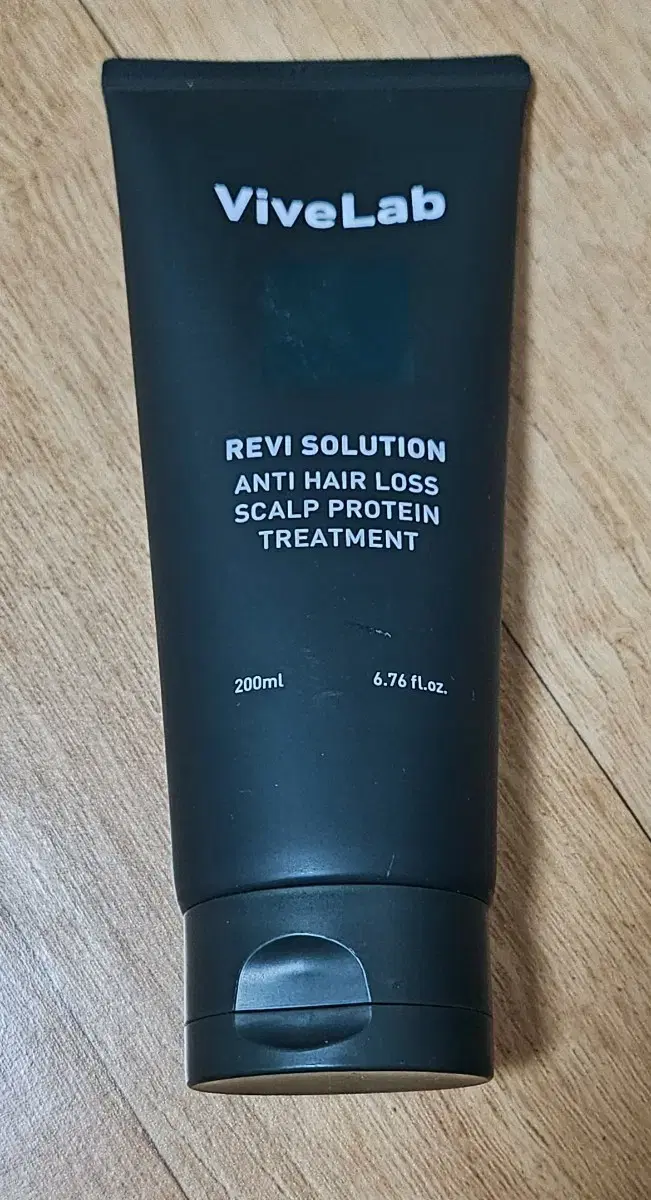 ViveLab
REVI SOLUTION
ANTI HAIR LOSS
SCALP PROTEIN
TREATMENT
200ml 6.76 fl.oz.